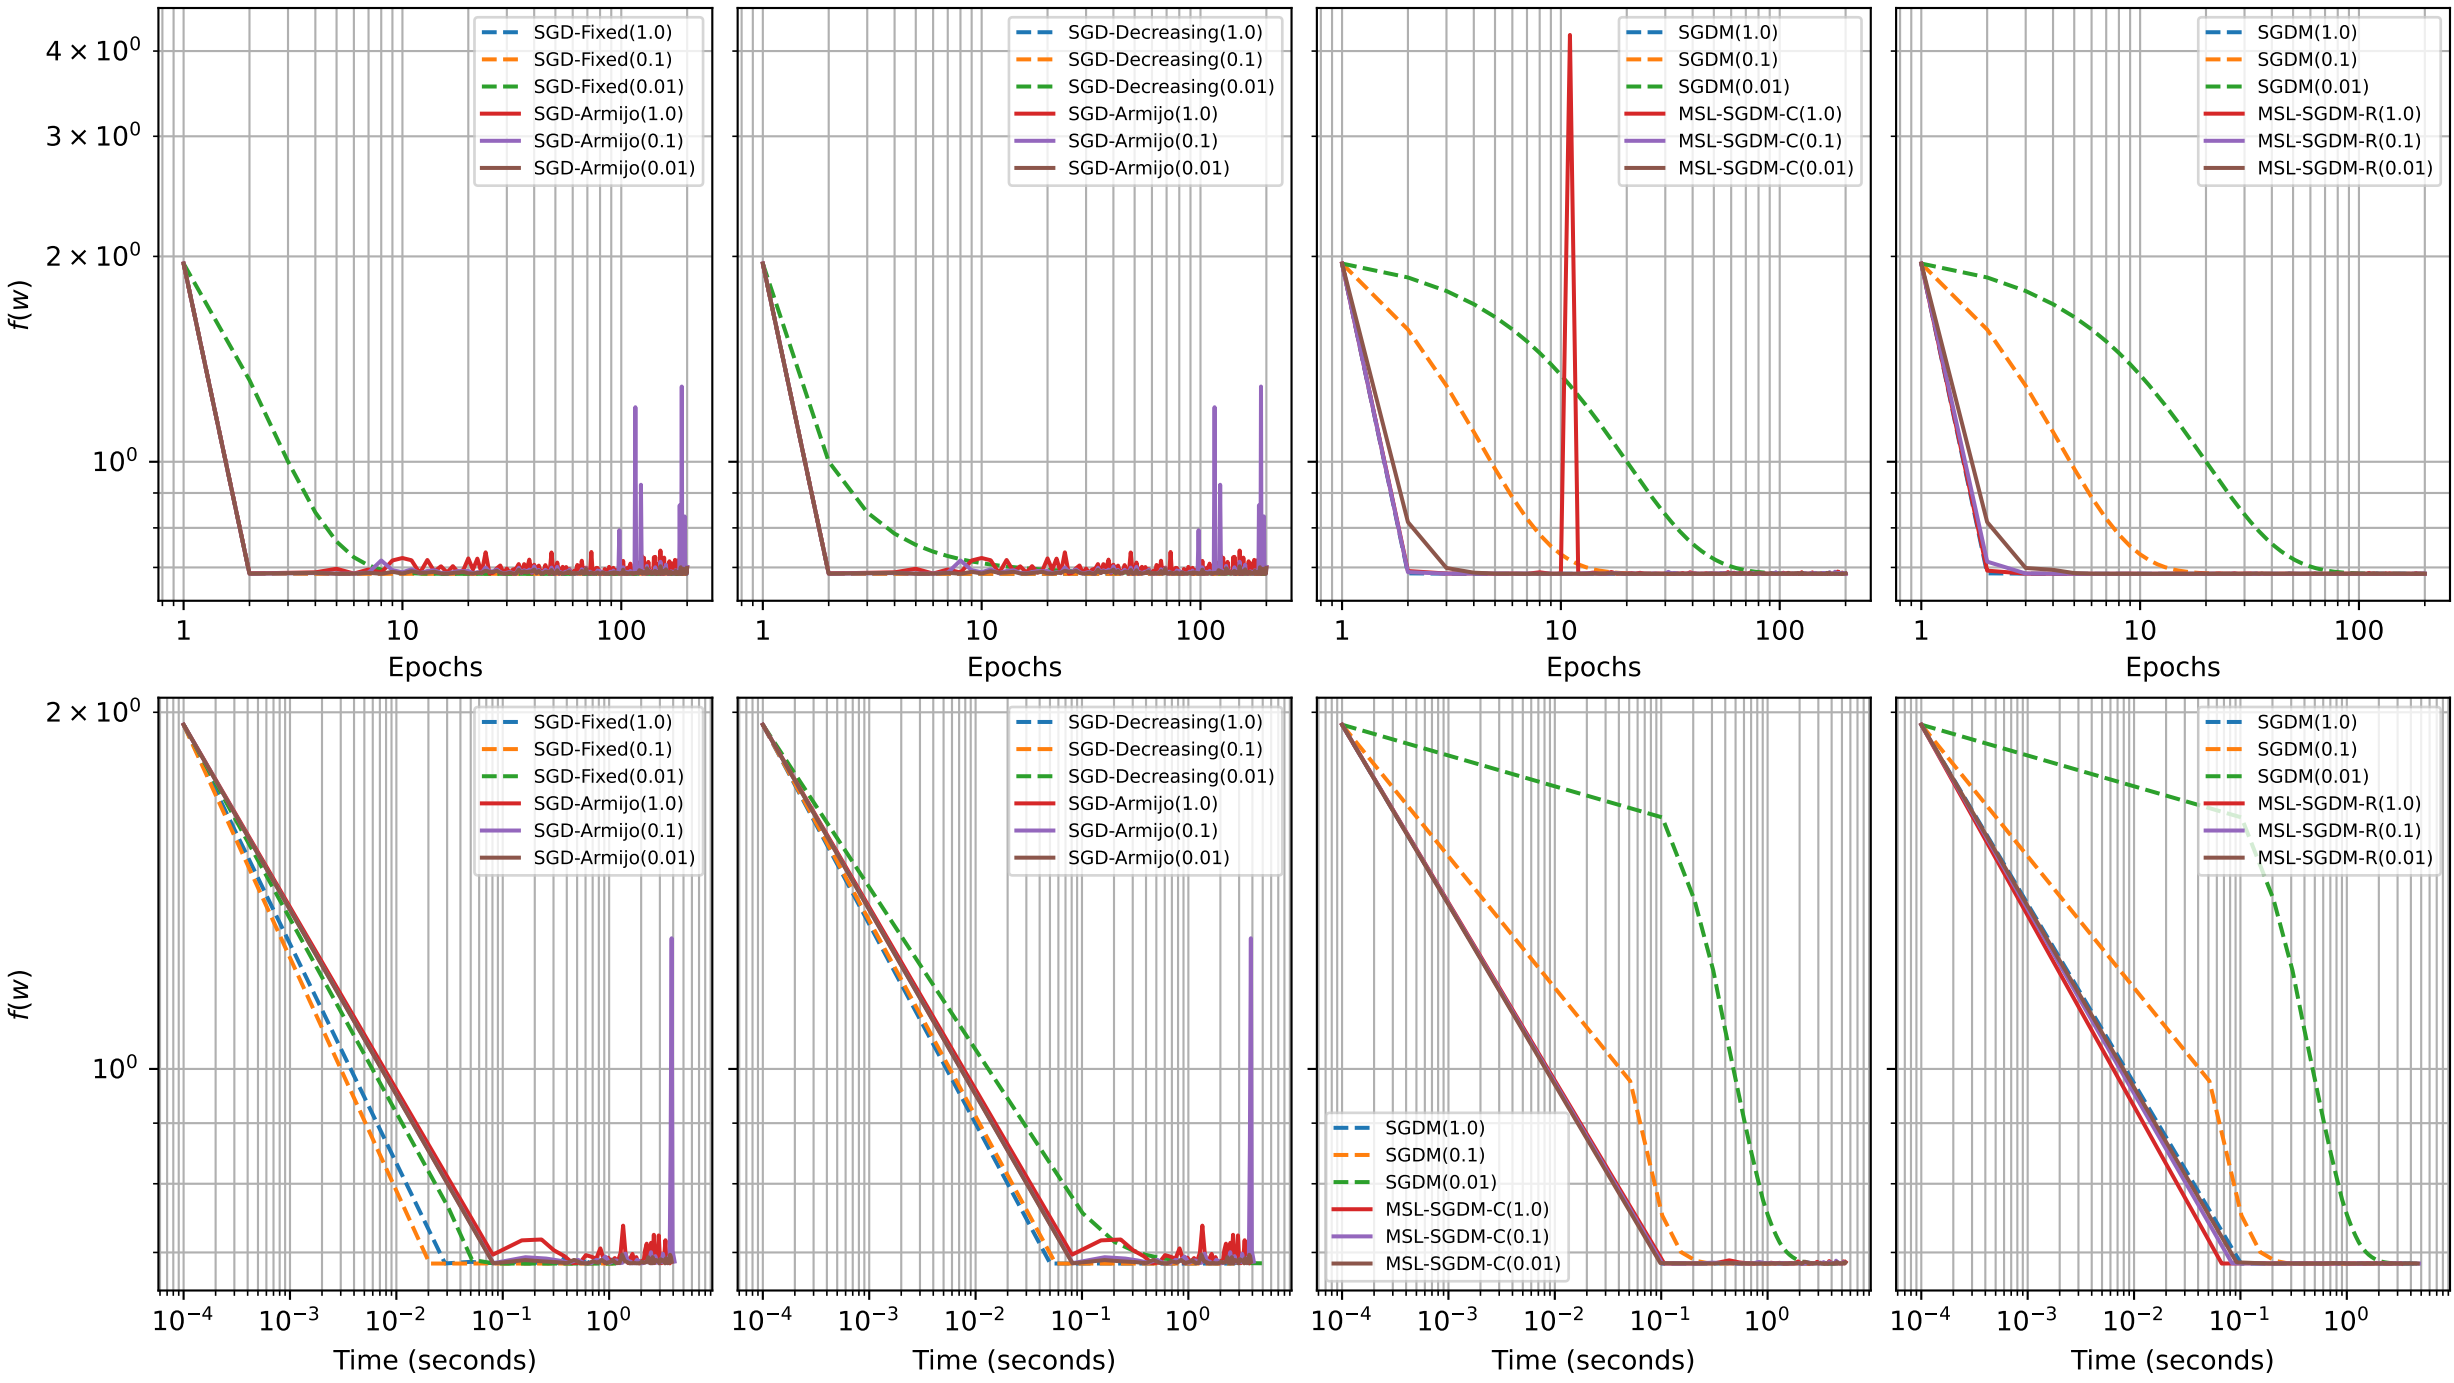 f(w)
4 × 10⁰
3 × 10⁰
2 × 10⁰
10⁰
SGD-Fixed(1.0)
SGD-Fixed(0.1)
SGD-Fixed(0.01)
SGD-Armijo(1.0)
SGD-Armijo(0.1)
SGD-Armijo(0.01)
1 10 100
Epochs
SGD-Decreasing(1.0)
SGD-Decreasing(0.1)
SGD-Decreasing(0.01)
SGD-Armijo(1.0)
SGD-Armijo(0.1)
SGD-Armijo(0.01)
1 10 100
Epochs
SGDM(1.0)
SGDM(0.1)
SGDM(0.01)
MSL-SGDM-C(1.0)
MSL-SGDM-C(0.1)
MSL-SGDM-C(0.01)
1 10 100
Epochs
SGDM(1.0)
SGDM(0.1)
SGDM(0.01)
MSL-SGDM-R(1.0)
MSL-SGDM-R(0.1)
MSL-SGDM-R(0.01)
1 10 100
Epochs
f(w)
2 × 10⁰
10⁰
SGD-Fixed(1.0)
SGD-Fixed(0.1)
SGD-Fixed(0.01)
SGD-Armijo(1.0)
SGD-Armijo(0.1)
SGD-Armijo(0.01)
10⁻⁴ 10⁻³ 10⁻² 10⁻¹ 10⁰
Time (seconds)
SGD-Decreasing(1.0)
SGD-Decreasing(0.1)
SGD-Decreasing(0.01)
SGD-Armijo(1.0)
SGD-Armijo(0.1)
SGD-Armijo(0.01)
10⁻⁴ 10⁻³ 10⁻² 10⁻¹ 10⁰
Time (seconds)
SGDM(1.0)
SGDM(0.1)
SGDM(0.01)
MSL-SGDM-C(1.0)
MSL-SGDM-C(0.1)
MSL-SGDM-C(0.01)
10⁻⁴ 10⁻³ 10⁻² 10⁻¹ 10⁰
Time (seconds)
SGDM(1.0)
SGDM(0.1)
SGDM(0.01)
MSL-SGDM-R(1.0)
MSL-SGDM-R(0.1)
MSL-SGDM-R(0.01)
10⁻⁴ 10⁻³ 10⁻² 10⁻¹ 10⁰
Time (seconds)